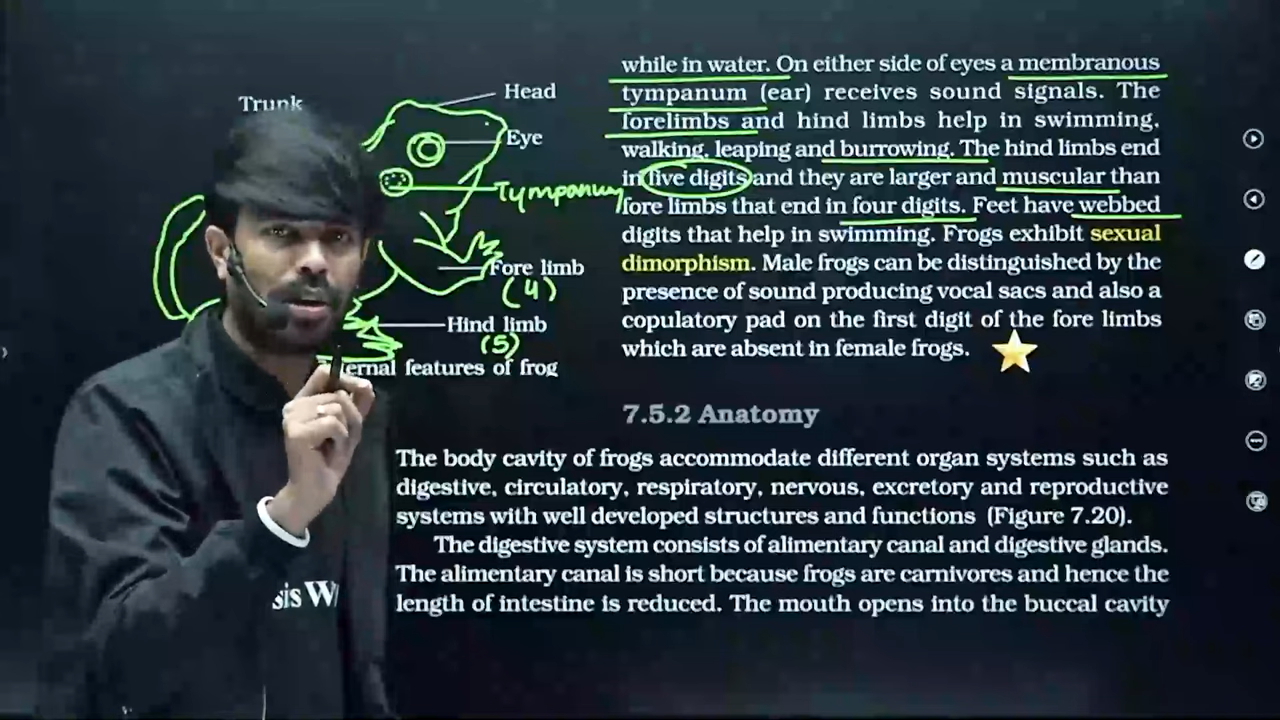 Trunk
Head
Eye
Tympanum
Fore limb
(4)
Hind limb
(5)
ernal features of frog
while in water. On either side of eyes a membranous
tympanum (ear) receives sound signals. The
forelimbs and hind limbs help in swimming,
walking, leaping and burrowing. The hind limbs end
in five digits and they are larger and muscular than
fore limbs that end in four digits. Feet have webbed
digits that help in swimming. Frogs exhibit sexual
dimorphism. Male frogs can be distinguished by the
presence of sound producing vocal sacs and also a
copulatory pad on the first digit of the fore limbs
which are absent in female frogs.
7.5.2 Anatomy
The body cavity of frogs accommodate different organ systems such as
digestive, circulatory, respiratory, nervous, excretory and reproductive
systems with well developed structures and functions (Figure 7.20).
The digestive system consists of alimentary canal and digestive glands.
The alimentary canal is short because frogs are carnivores and hence the
length of intestine is reduced. The mouth opens into the buccal cavity
sis W